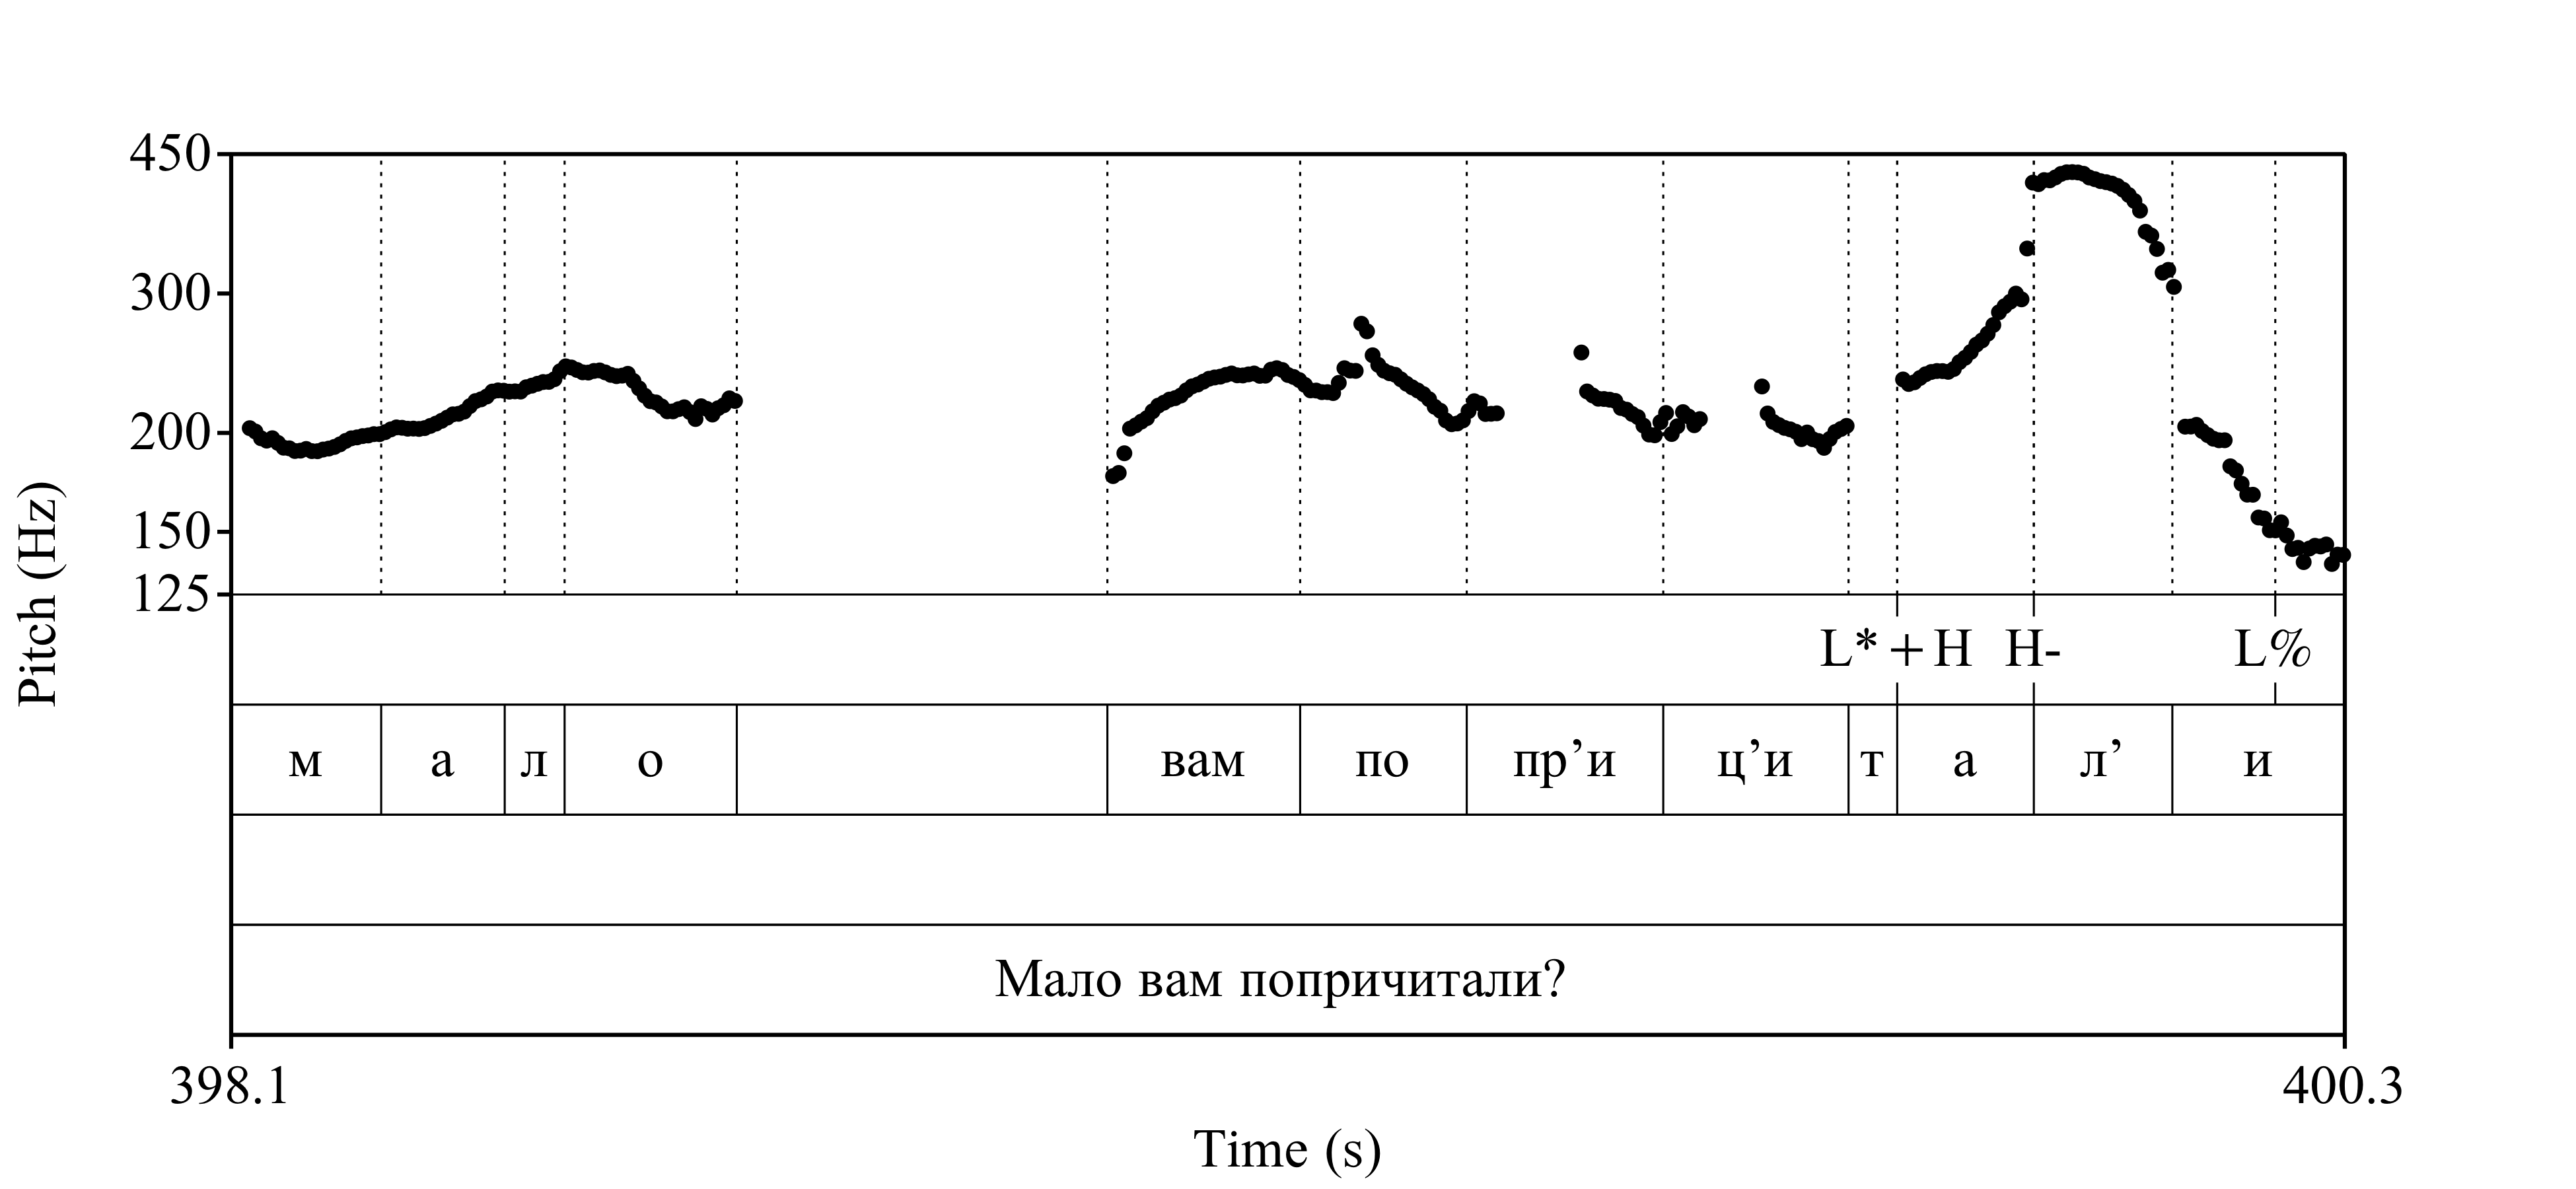 450
300
200
150
125
Pitch (Hz)
L*+H H- L%
м а л о вам по пр’и ц’и т а л’ и
Мало вам попричитали?
398.1 400.3
Time (s)